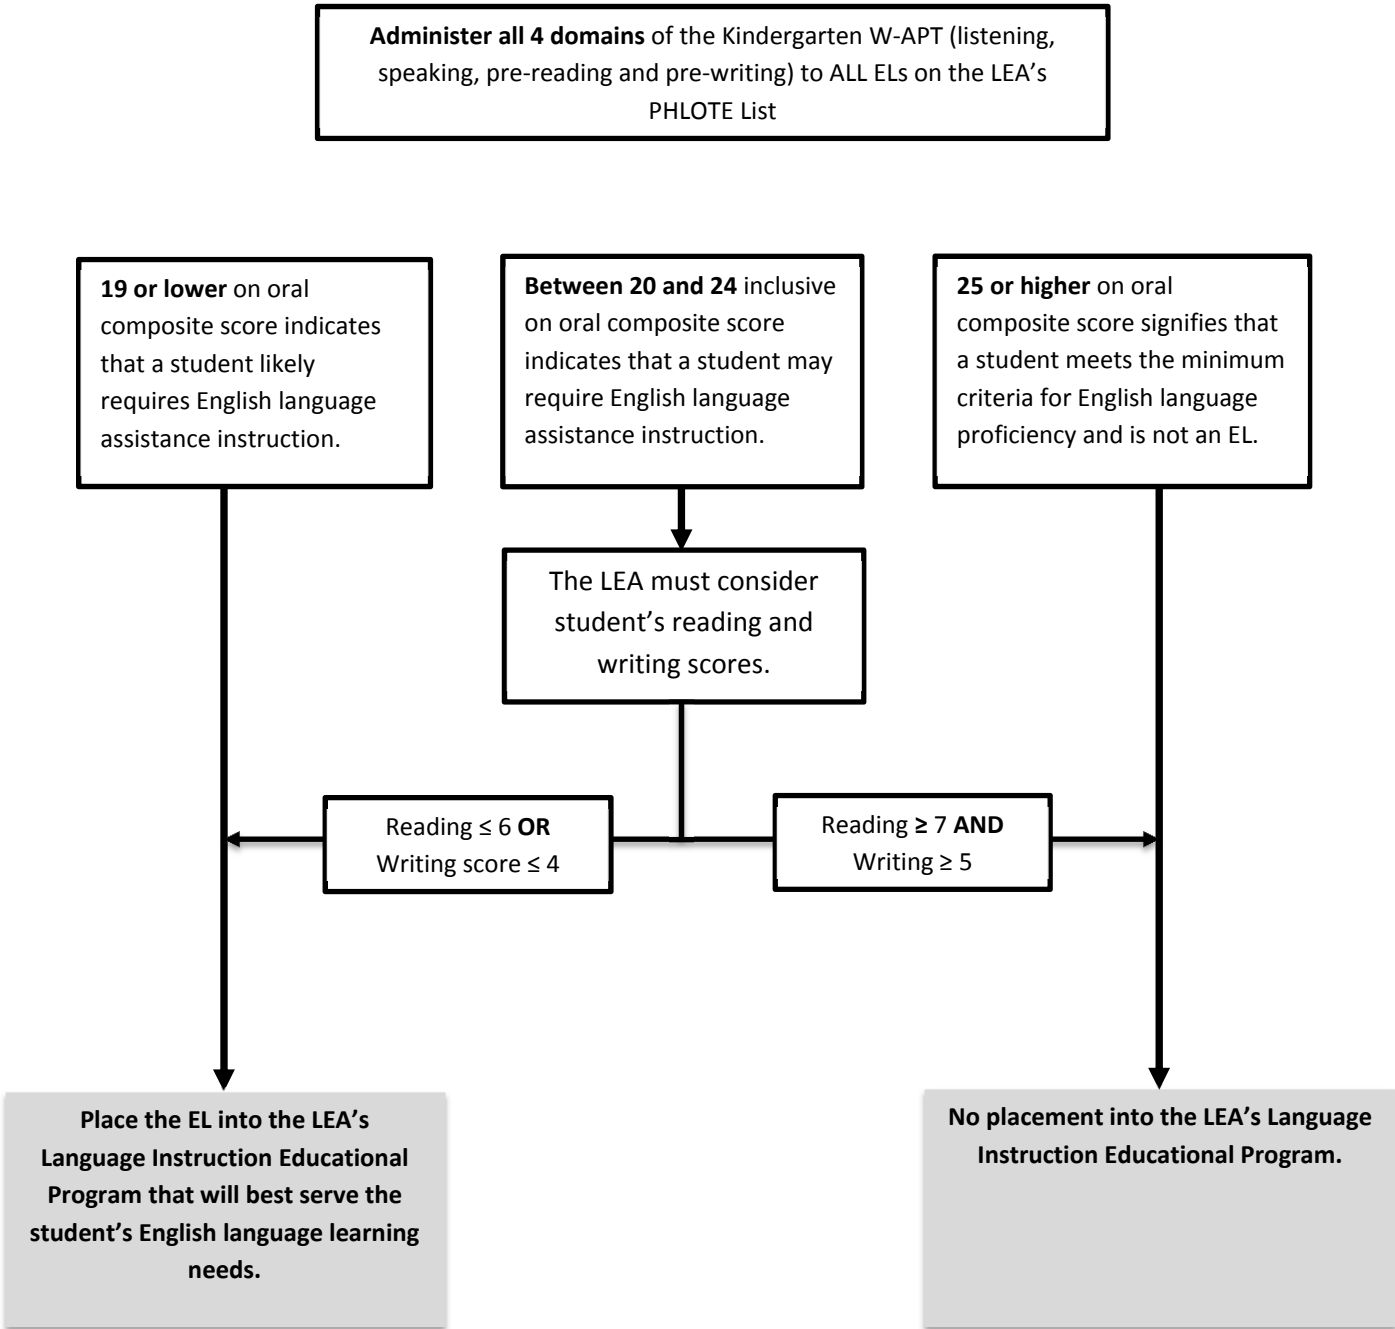 Administer all 4 domains of the Kindergarten W-APT (listening,
speaking, pre-reading and pre-writing) to ALL ELs on the LEA’s
PHLOTE List
19 or lower on oral
composite score indicates
that a student likely
requires English language
assistance instruction.
Between 20 and 24 inclusive
on oral composite score
indicates that a student may
require English language
assistance instruction.
25 or higher on oral
composite score signifies that
a student meets the minimum
criteria for English language
proficiency and is not an EL.
The LEA must consider
student’s reading and
writing scores.
Reading ≤ 6 OR
Writing score ≤ 4
Reading ≥ 7 AND
Writing ≥ 5
Place the EL into the LEA’s
Language Instruction Educational
Program that will best serve the
student’s English language learning
needs.
No placement into the LEA’s Language
Instruction Educational Program.